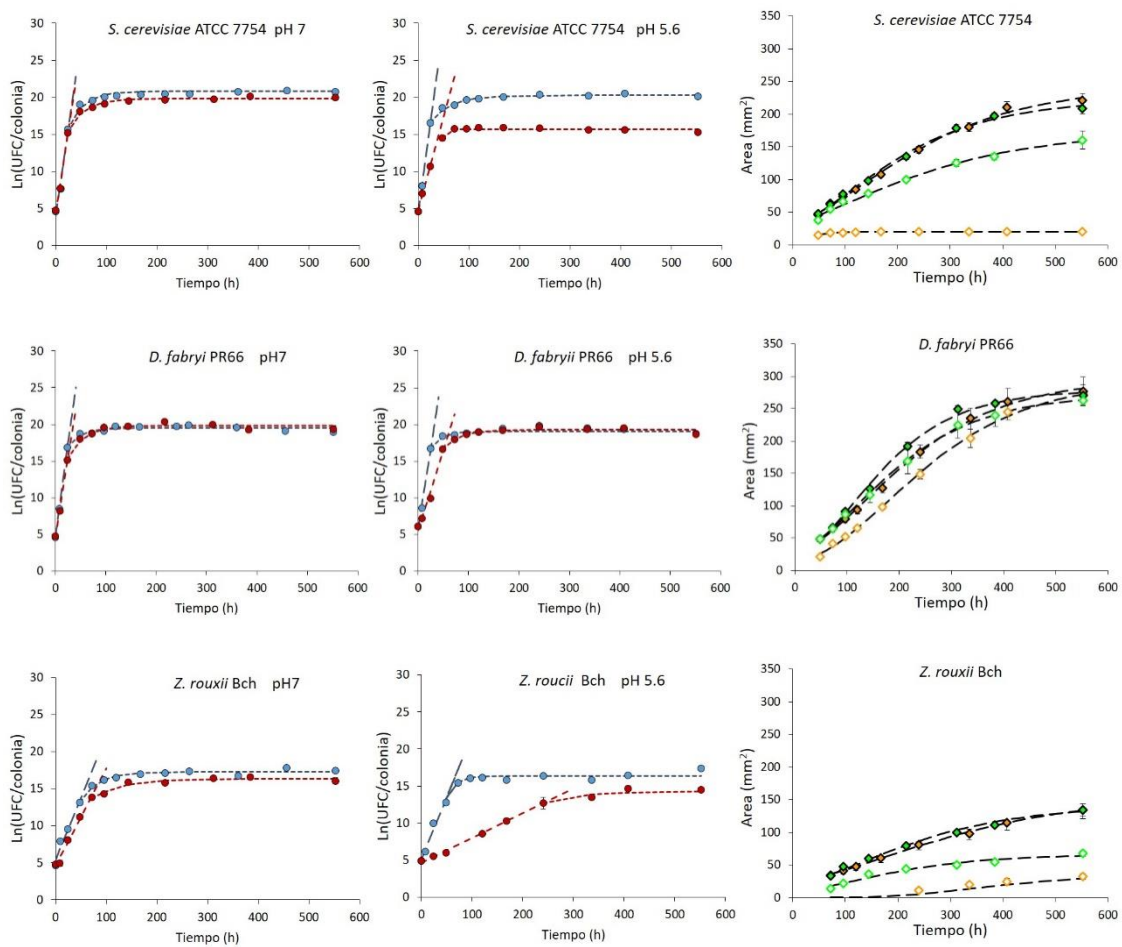 S. cerevisiae ATCC 7754 pH 7
Ln(UFC/colonia)
30
25
20
15
10
5
0
0 100 200 300 400 500 600
Tiempo (h)
S. cerevisiae ATCC 7754 pH 5.6
Ln(UFC/colonia)
30
25
20
15
10
5
0
0 100 200 300 400 500 600
Tiempo (h)
S. cerevisiae ATCC 7754
Area (mm²)
350
300
250
200
150
100
50
0
0 100 200 300 400 500 600
Tiempo (h)
D. fabryi PR66 pH7
Ln(UFC/colonia)
30
25
20
15
10
5
0
0 100 200 300 400 500 600
Tiempo (h)
D. fabryii PR66 pH 5.6
Ln(UFC/colonia)
30
25
20
15
10
5
0
0 100 200 300 400 500 600
Tiempo (h)
D. fabryi PR66
Area (mm²)
350
300
250
200
150
100
50
0
0 100 200 300 400 500 600
Tiempo (h)
Z. rouxii Bch pH7
Ln(UFC/colonia)
30
25
20
15
10
5
0
0 100 200 300 400 500 600
Tiempo (h)
Z. roucii Bch pH 5.6
Ln(UFC/colonia)
30
25
20
15
10
5
0
0 100 200 300 400 500 600
Tiempo (h)
Z. rouxii Bch
Area (mm²)
350
300
250
200
150
100
50
0
0 100 200 300 400 500 600
Tiempo (h)